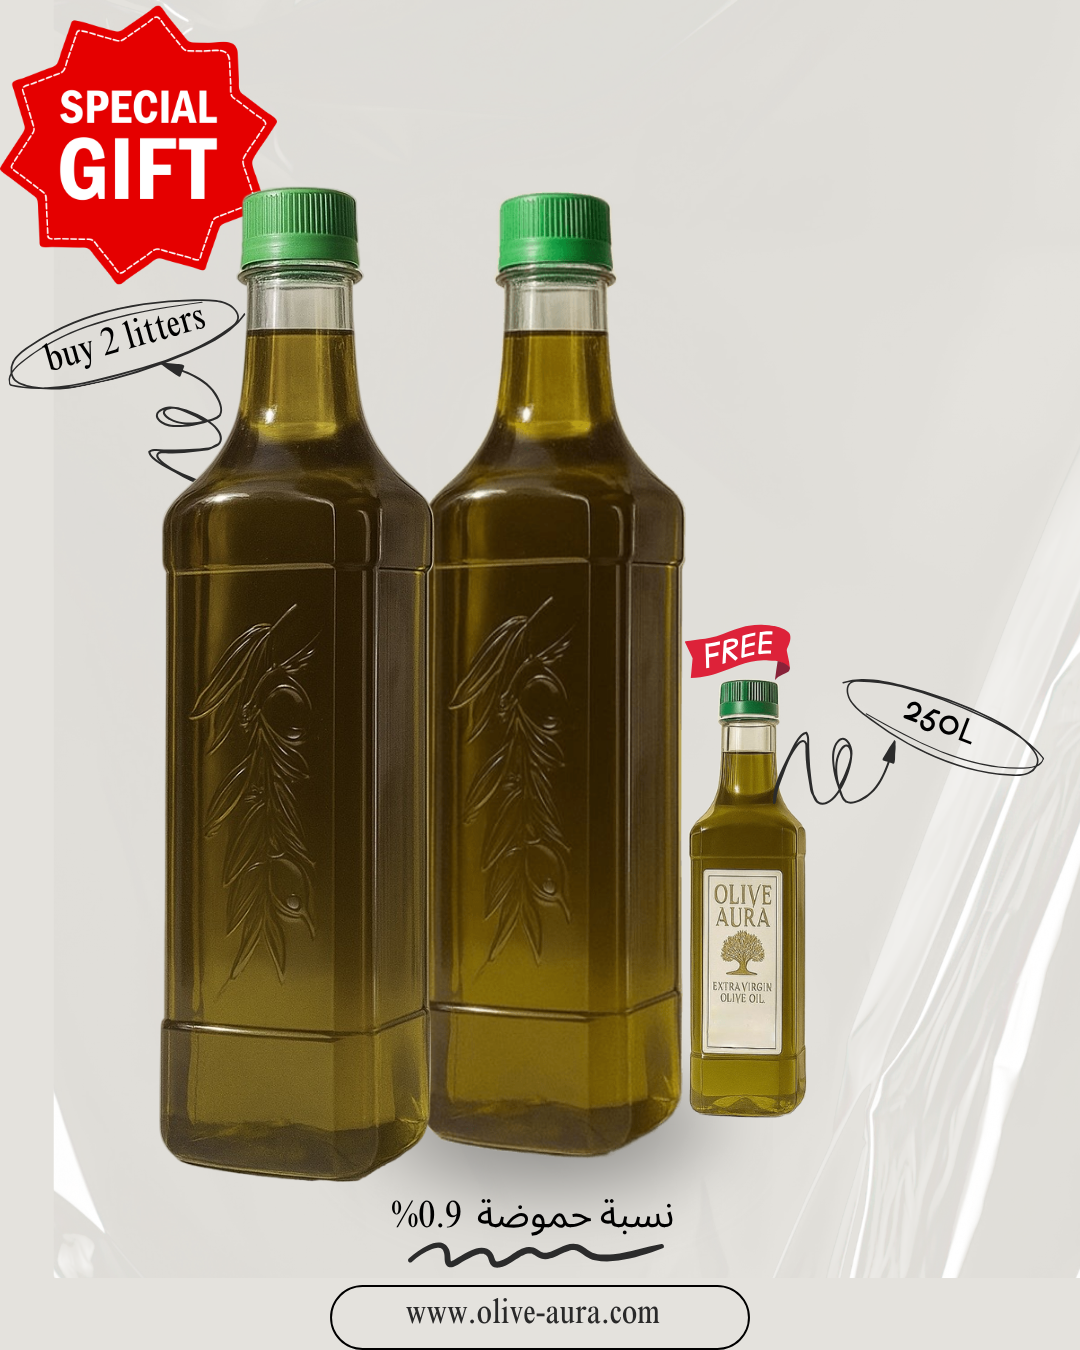 SPECIAL
GIFT
buy 2 litters
FREE
250L
OLIVE
AURA
EXTRA VIRGIN
OLIVE OIL
نسبة حموضة 0.9%
www.olive-aura.com